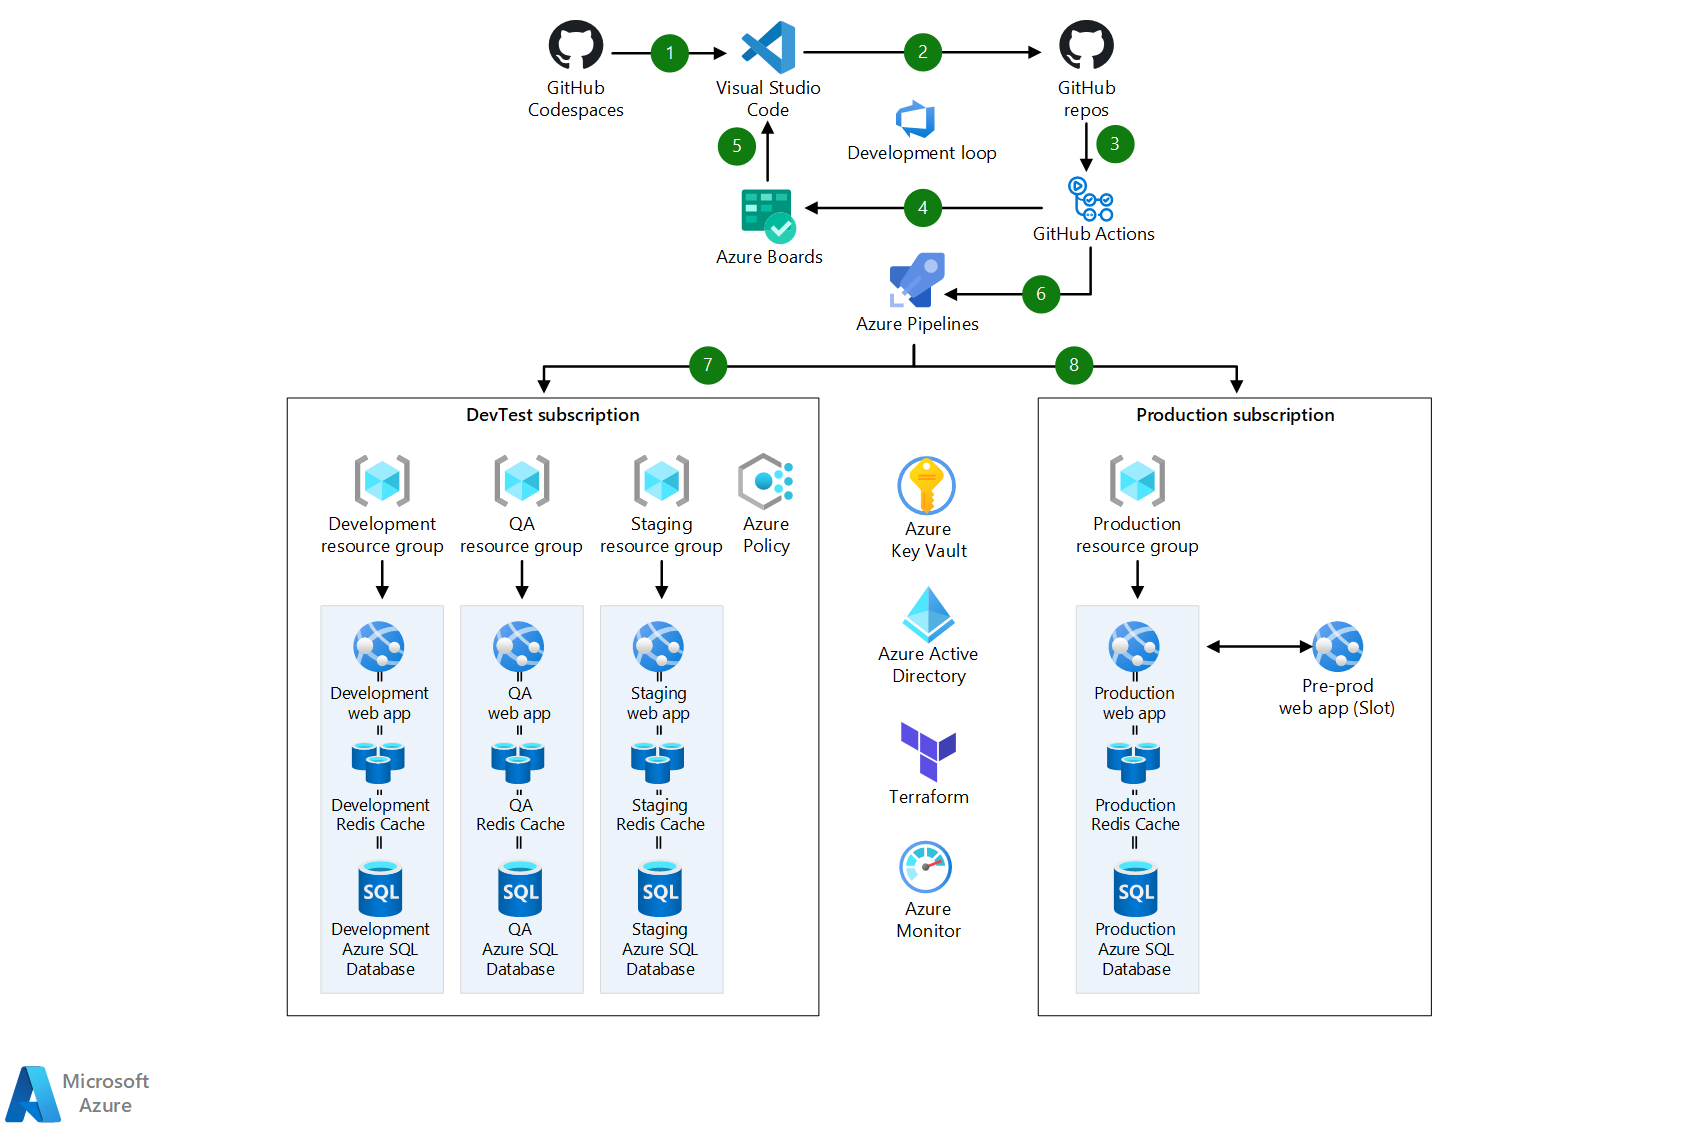 1
2
GitHub
Codespaces
Visual Studio
Code
GitHub
repos
Development loop
3
5
4
Azure Boards
GitHub Actions
6
Azure Pipelines
7
8
DevTest subscription
Development
resource group
QA
resource group
Staging
resource group
Azure
Policy
Development
web app
Development
Redis Cache
SQL
Development
Azure SQL
Database
QA
web app
QA
Redis Cache
SQL
QA
Azure SQL
Database
Staging
web app
Staging
Redis Cache
SQL
Staging
Azure SQL
Database
Azure
Key Vault
Azure Active
Directory
Terraform
Azure
Monitor
Production subscription
Production
resource group
Production
web app
Production
Redis Cache
SQL
Production
Azure SQL
Database
Pre-prod
web app (Slot)
Microsoft
Azure